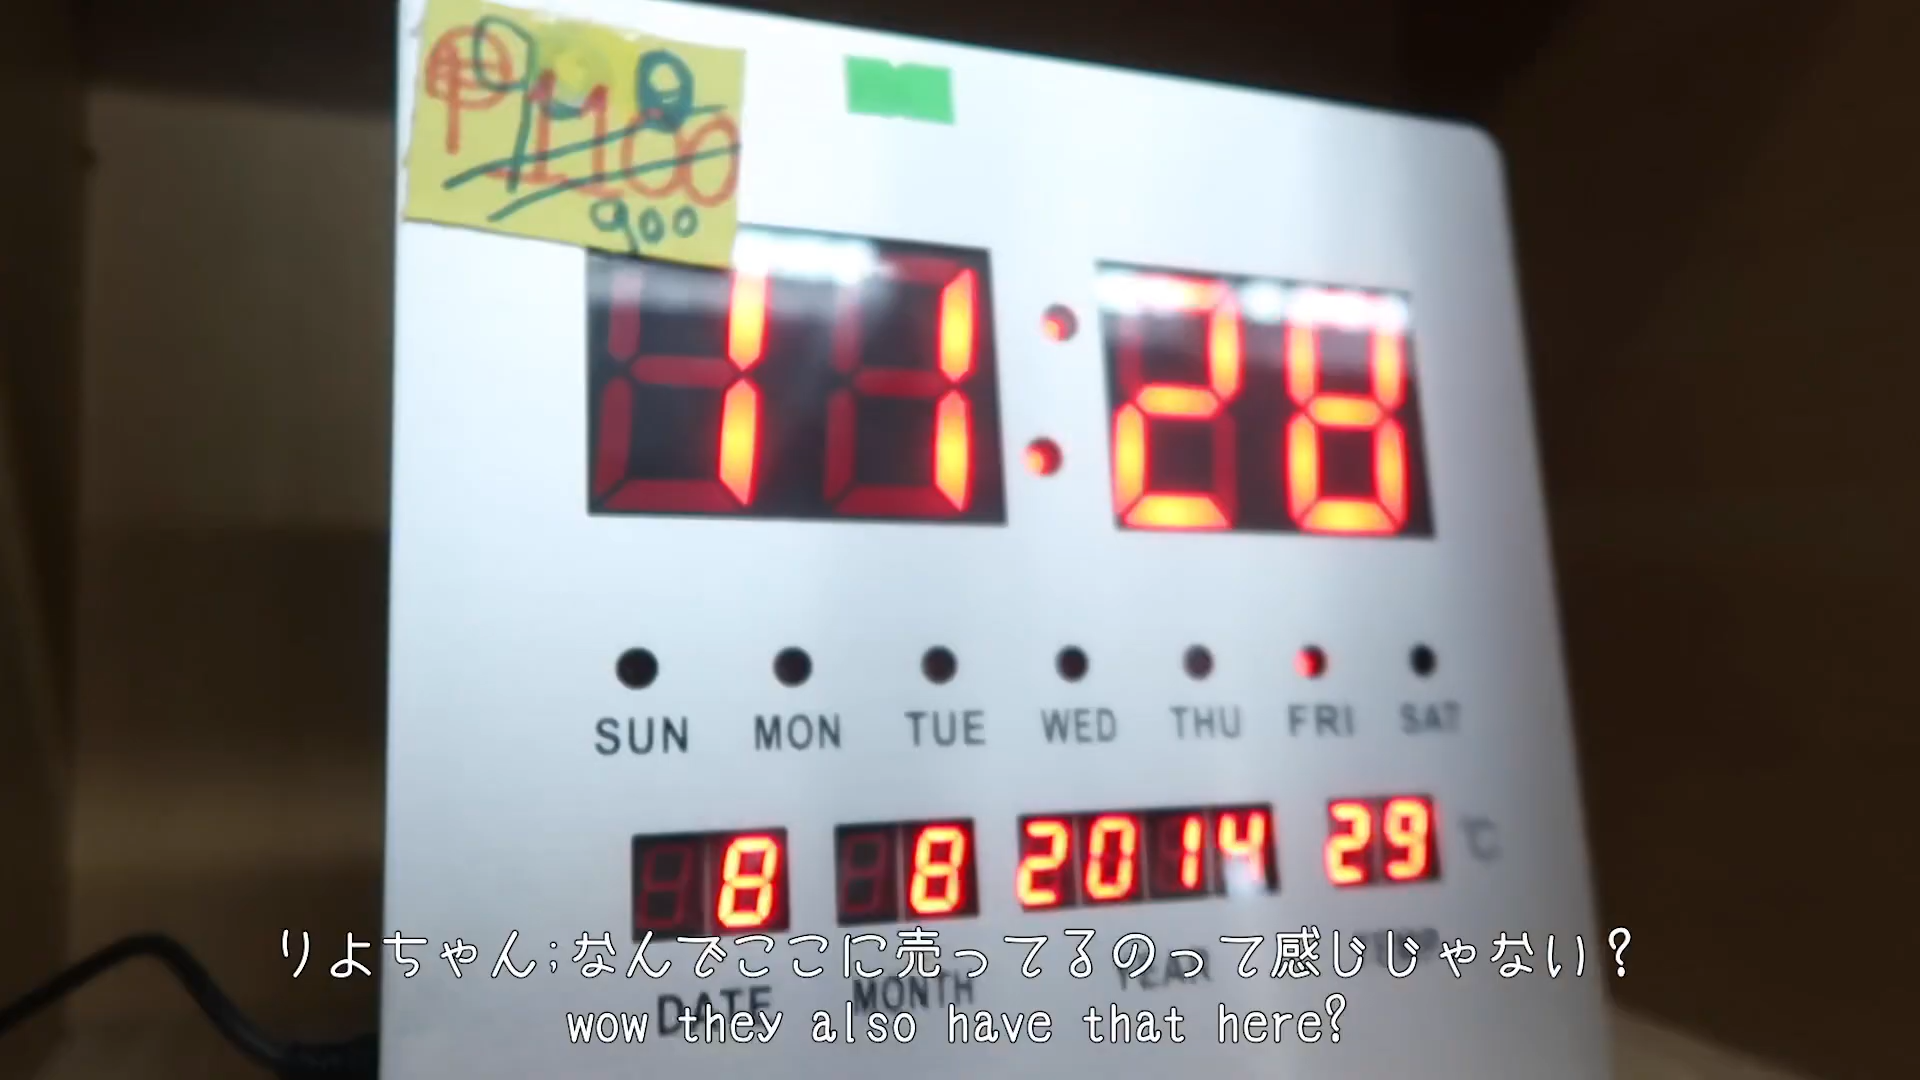 ₱1100
900
11:28
SUN MON TUE WED THU FRI SAT
8 8 2014 29 °C
DATE MONTH YEAR TEMP
りよちゃん;なんでここに売ってるのって感じじゃない?
wow they also have that here?